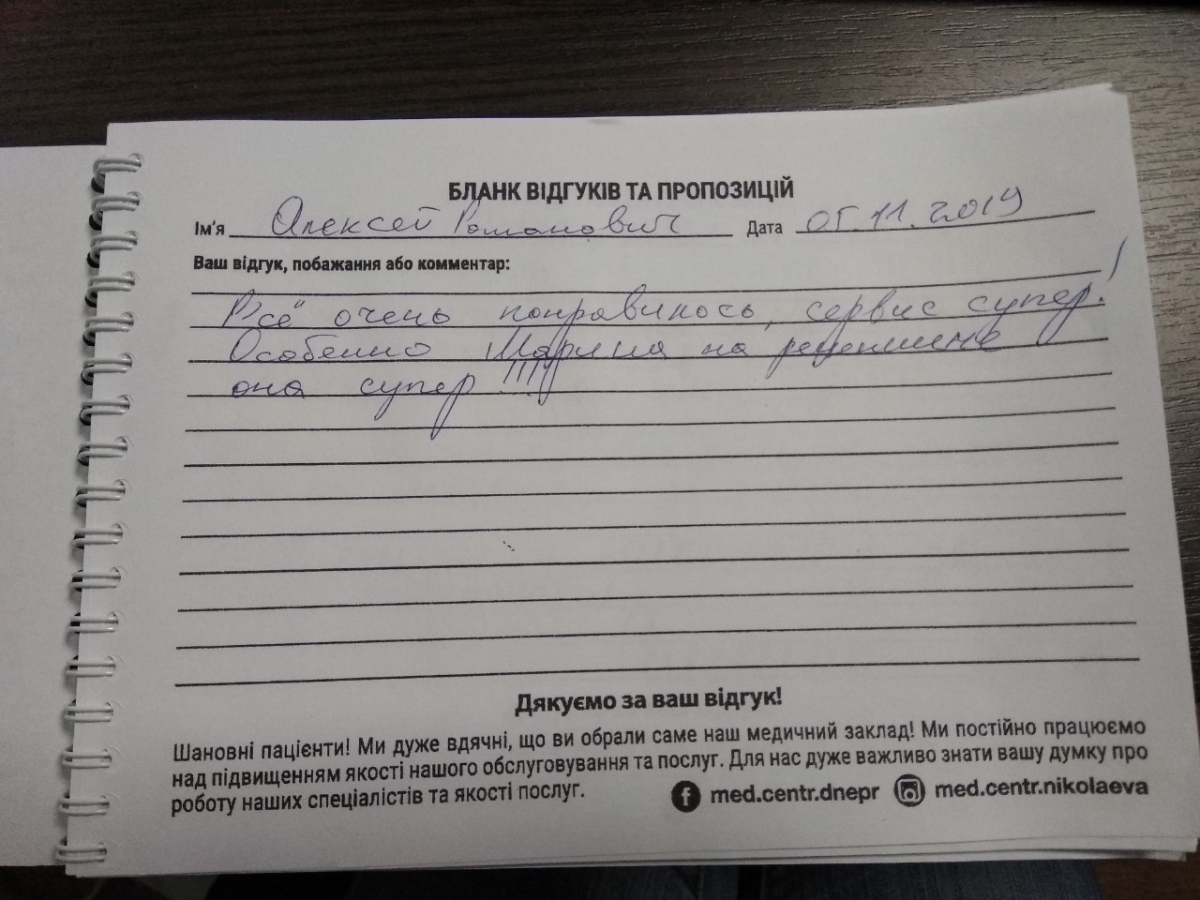 БЛАНК ВІДГУКІВ ТА ПРОПОЗИЦІЙ
Ім'я Алексей Романович Дата 05.11.2019
Ваш відгук, побажання або комментар:
Всё очень понравилось, сервис супер!
Особенно Марина на рецепшине
она супер !!!!
Дякуємо за ваш відгук!
Шановні пацієнти! Ми дуже вдячні, що ви обрали саме наш медичний заклад! Ми постійно працюємо
над підвищенням якості нашого обслуговування та послуг. Для нас дуже важливо знати вашу думку про
роботу наших спеціалістів та якості послуг.
med.centr.dnepr med.centr.nikolaeva